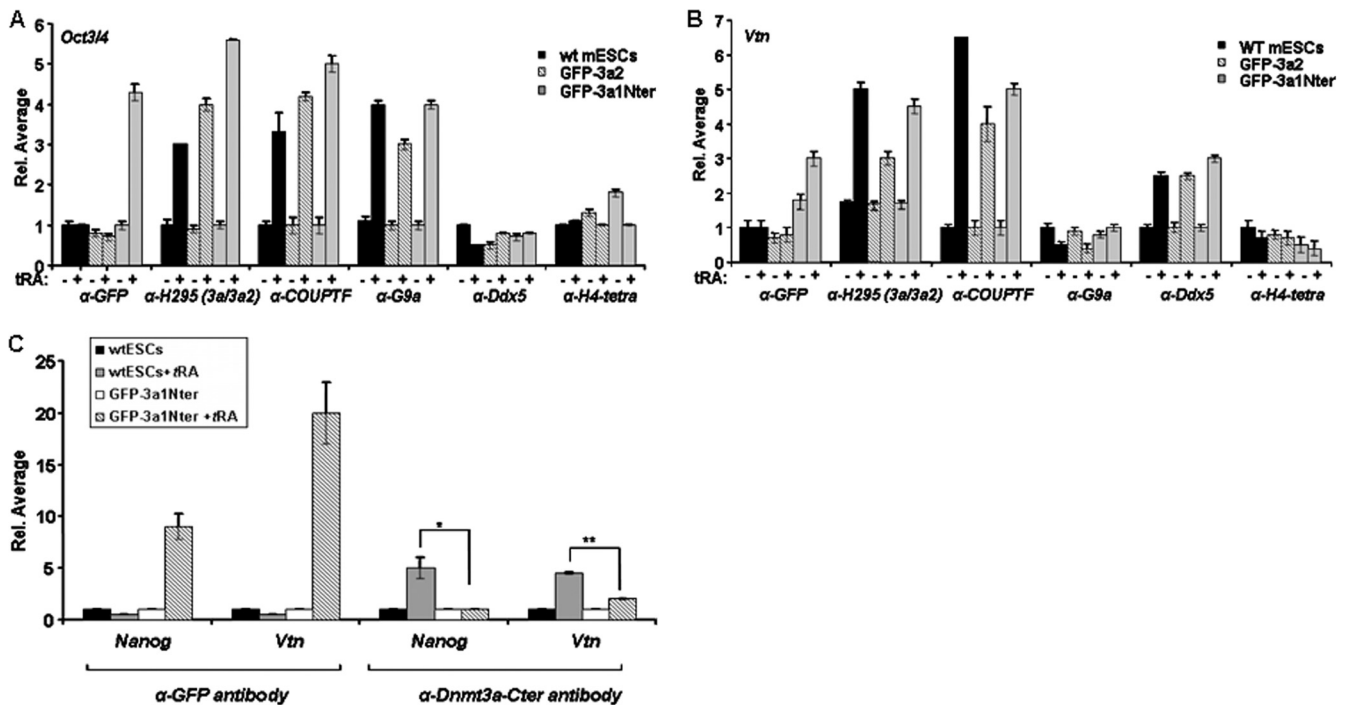 A
Oct3/4
Rel. Average
6
5
4
3
2
1
0
wt mESCs
GFP-3a2
GFP-3a1Nter
tRA: - + - + - + - + - + - + - + - + - + - + - + - + - + - + - + - + - + - +
α-GFP α-H295 (3a/3a2) α-COUPTF α-G9a α-Ddx5 α-H4-tetra
B
Vtn
Rel. Average
7
6
5
4
3
2
1
0
WT mESCs
GFP-3a2
GFP-3a1Nter
tRA: - + - + - + - + - + - + - + - + - + - + - + - + - + - + - + - + - + - +
α-GFP α-H295 (3a/3a2) α-COUPTF α-G9a α-Ddx5 α-H4-tetra
C
Rel. Average
25
20
15
10
5
0
wtESCs
wtESCs+tRA
GFP-3a1Nter
GFP-3a1Nter +tRA
*
**
Nanog Vtn Nanog Vtn
α-GFP antibody α-Dnmt3a-Cter antibody